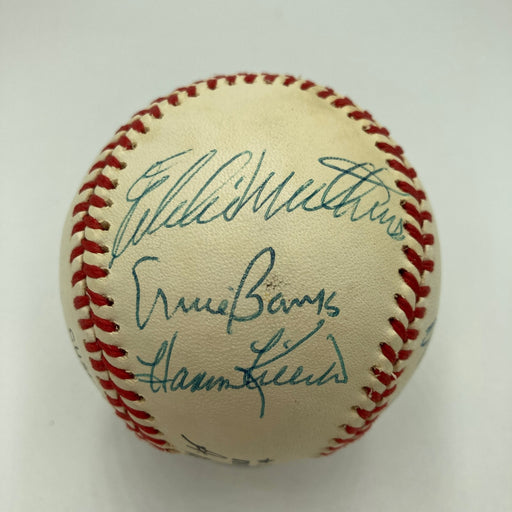 Eddie Mathews
Ernie Banks
Harmon Killebrew